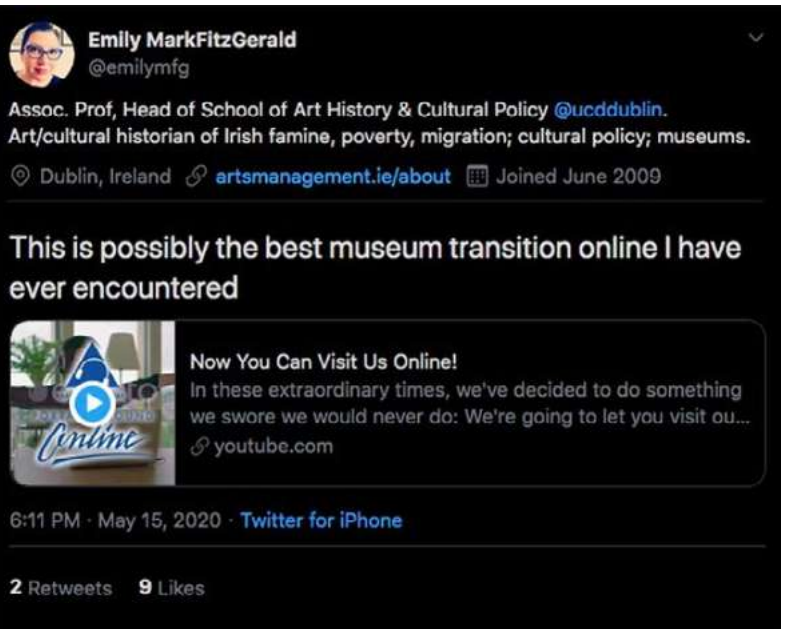 Emily MarkFitzGerald
@emilymfg
Assoc. Prof, Head of School of Art History & Cultural Policy @ucddublin.
Art/cultural historian of Irish famine, poverty, migration; cultural policy; museums.
Dublin, Ireland artsmanagement.ie/about Joined June 2009
This is possibly the best museum transition online I have
ever encountered
Now You Can Visit Us Online!
In these extraordinary times, we've decided to do something
we swore we would never do: We're going to let you visit ou...
youtube.com
Online
6:11 PM · May 15, 2020 · Twitter for iPhone
2 Retweets 9 Likes